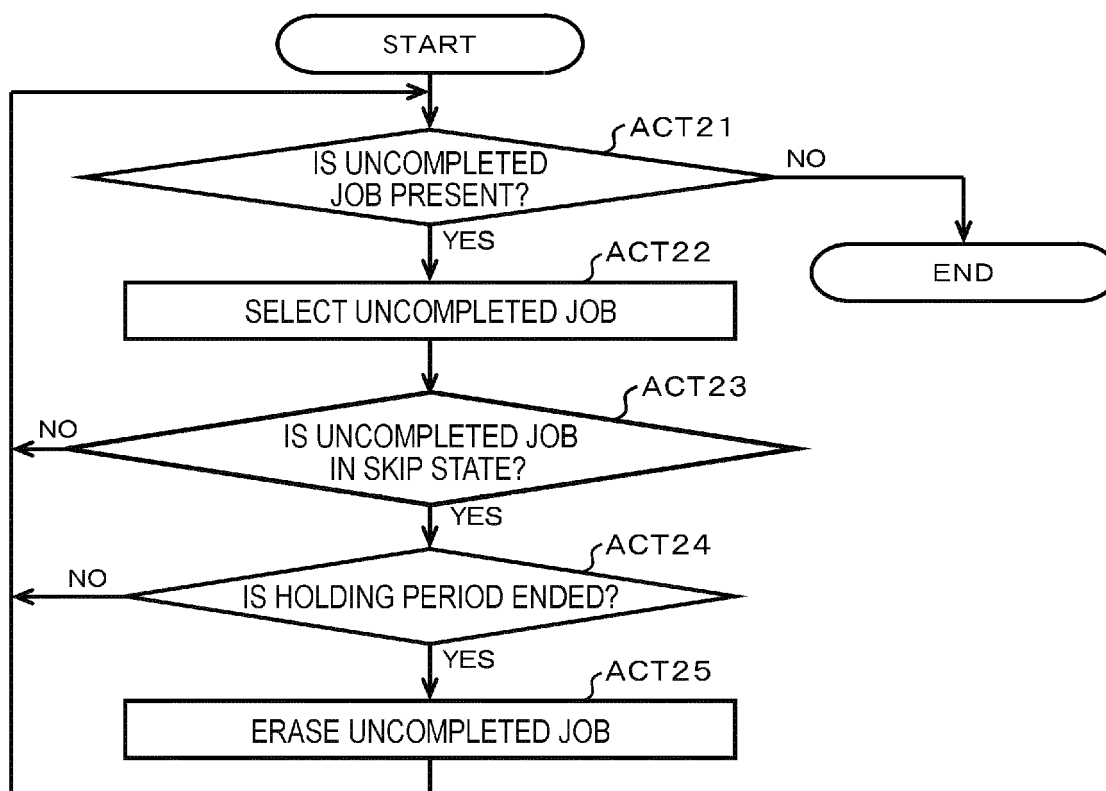 START
ACT21
IS UNCOMPLETED
JOB PRESENT?
NO
YES
END
ACT22
SELECT UNCOMPLETED JOB
ACT23
IS UNCOMPLETED JOB
IN SKIP STATE?
NO
YES
ACT24
IS HOLDING PERIOD ENDED?
NO
YES
ACT25
ERASE UNCOMPLETED JOB